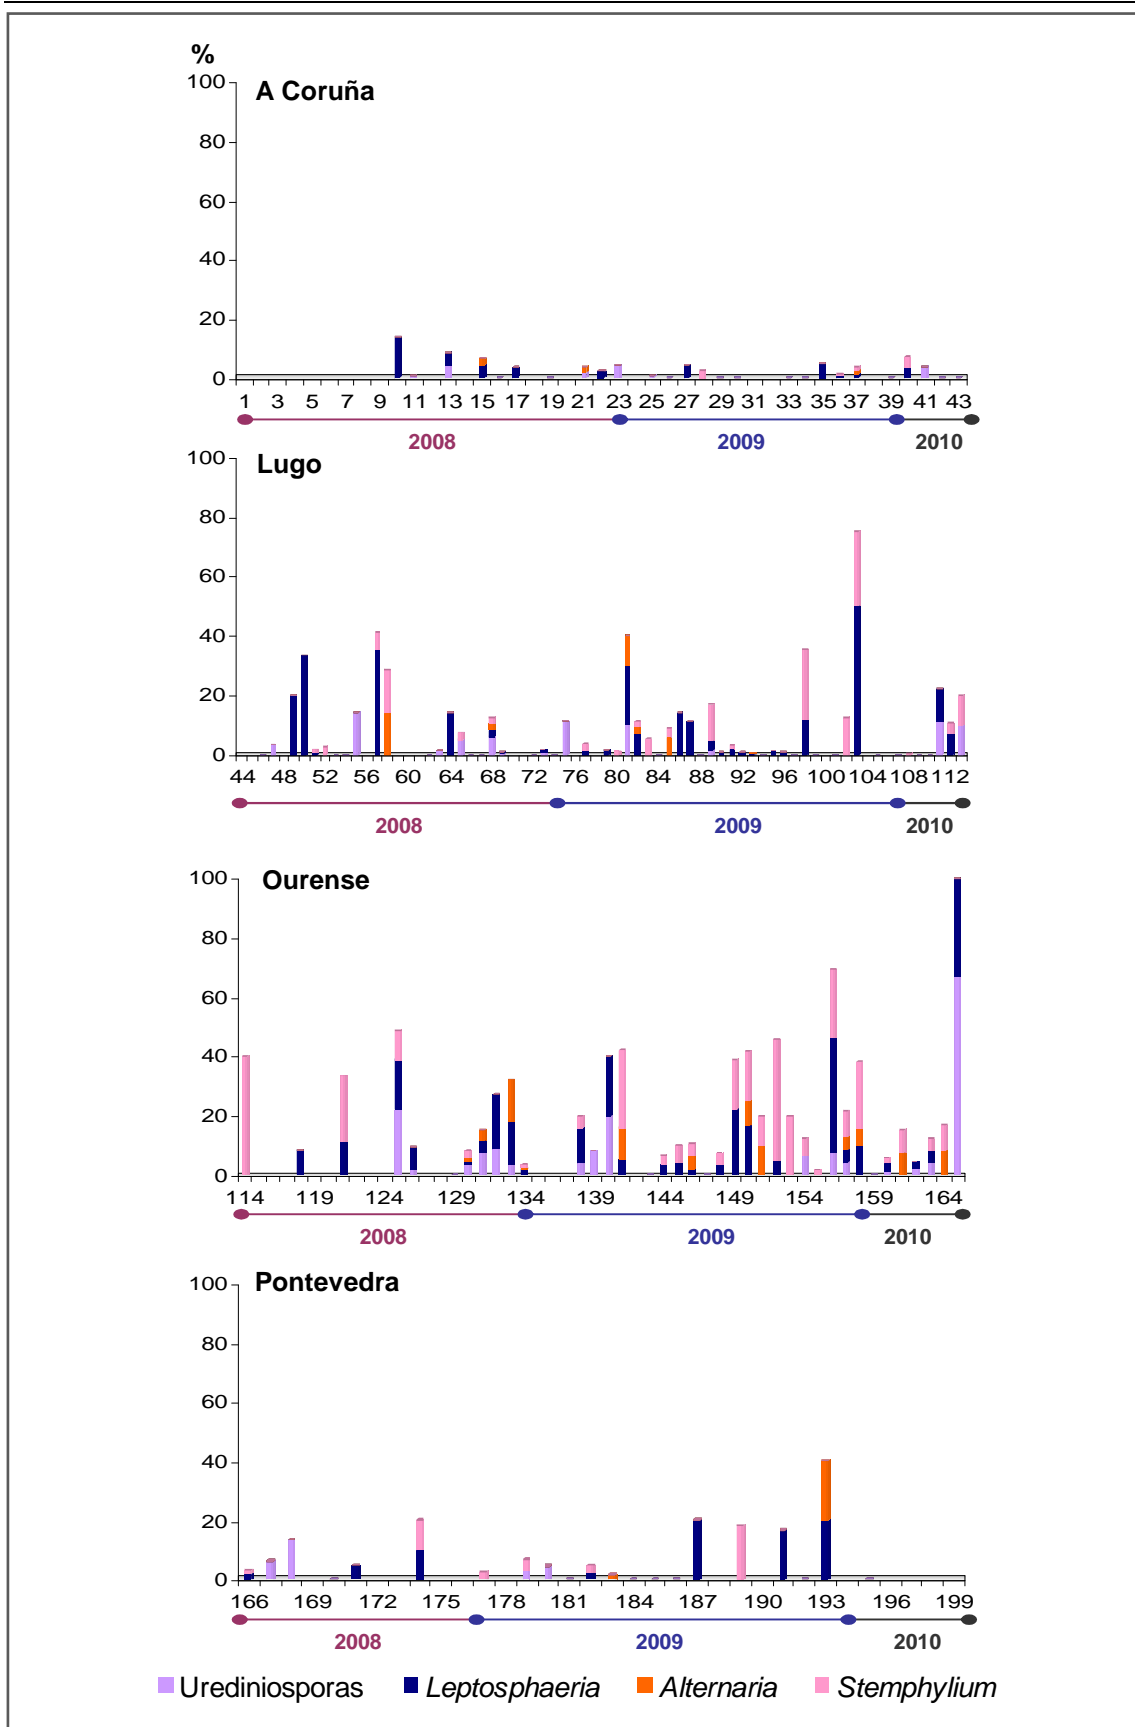 %
100
A Coruña
80
60
40
20
0
1 3 5 7 9 11 13 15 17 19 21 23 25 27 29 31 33 35 37 39 41 43
2008 2009 2010
100
Lugo
80
60
40
20
0
44 48 52 56 60 64 68 72 76 80 84 88 92 96 100 104 108 112
2008 2009 2010
100
Ourense
80
60
40
20
0
114 119 124 129 134 139 144 149 154 159 164
2008 2009 2010
100
Pontevedra
80
60
40
20
0
166 169 172 175 178 181 184 187 190 193 196 199
2008 2009 2010
Urediniosporas Leptosphaeria Alternaria Stemphylium